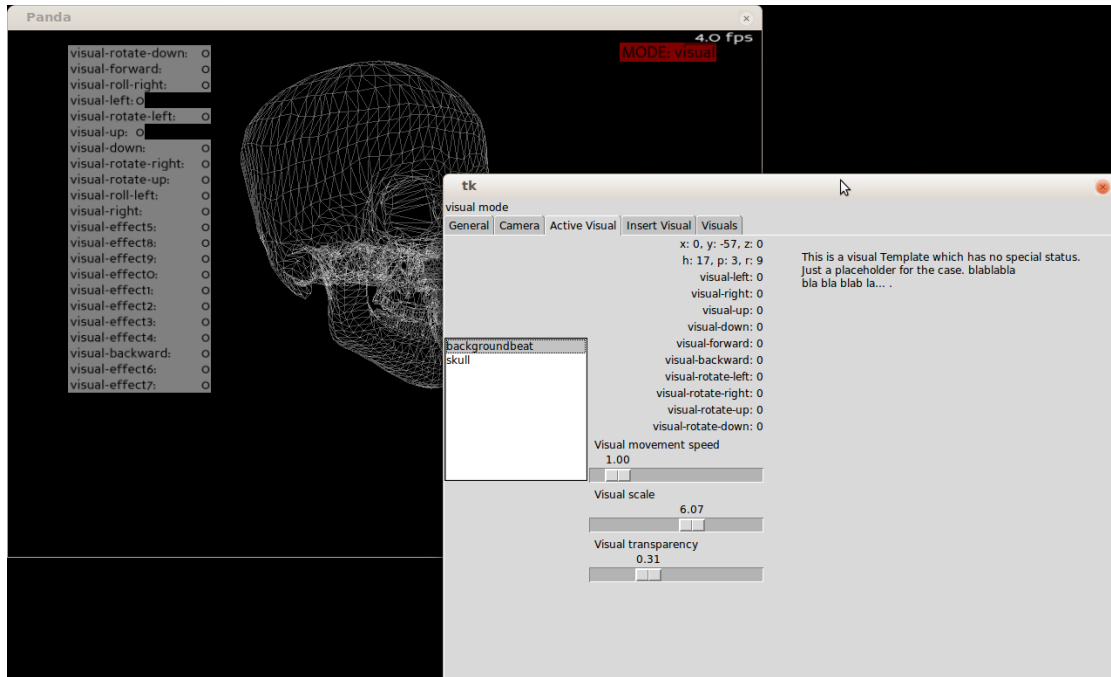 Panda
4.0 fps
MODE: visual
visual-rotate-down: 0
visual-forward: 0
visual-roll-right: 0
visual-left: 0
visual-rotate-left: 0
visual-up: 0
visual-down: 0
visual-rotate-right: 0
visual-rotate-up: 0
visual-roll-left: 0
visual-right: 0
visual-effect5: 0
visual-effect8: 0
visual-effect9: 0
visual-effect0: 0
visual-effect1: 0
visual-effect2: 0
visual-effect3: 0
visual-effect4: 0
visual-backward: 0
visual-effect6: 0
visual-effect7: 0
tk
visual mode
General Camera Active Visual Insert Visual Visuals
backgroundbeat
skull
x: 0, y: -57, z: 0
h: 17, p: 3, r: 9
visual-left: 0
visual-right: 0
visual-up: 0
visual-down: 0
visual-forward: 0
visual-backward: 0
visual-rotate-left: 0
visual-rotate-right: 0
visual-rotate-up: 0
visual-rotate-down: 0
Visual movement speed
1.00
Visual scale
6.07
Visual transparency
0.31
This is a visual Template which has no special status.
Just a placeholder for the case. blablabla
bla bla blab la... .